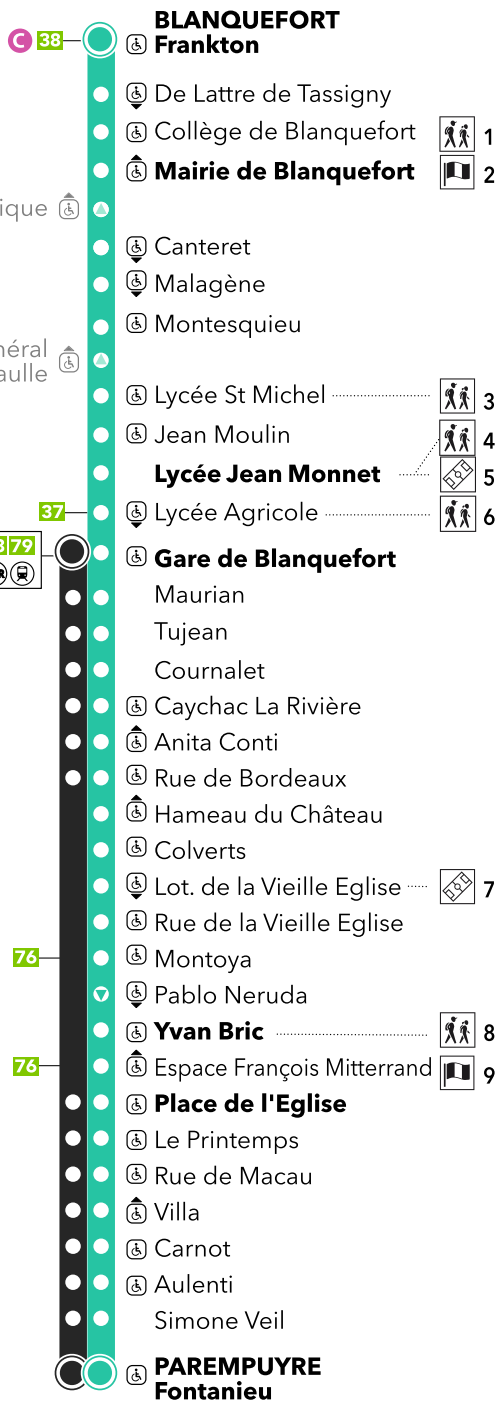 BLANQUEFORT
C 38 Frankton
De Lattre de Tassigny
Collège de Blanquefort 1
Mairie de Blanquefort 2
Canteret
Malagène
Montesquieu
Lycée St Michel 3
Jean Moulin 4
Lycée Jean Monnet 5
37 Lycée Agricole 6
79 Gare de Blanquefort
Maurian
Tujean
Cournalet
Caychac La Rivière
Anita Conti
Rue de Bordeaux
Hameau du Château
Colverts
Lot. de la Vieille Eglise 7
Rue de la Vieille Eglise
76 Montoya
Pablo Neruda
Yvan Bric 8
76 Espace François Mitterrand 9
Place de l'Eglise
Le Printemps
Rue de Macau
Villa
Carnot
Aulenti
Simone Veil
PAREMPUYRE
Fontanieu